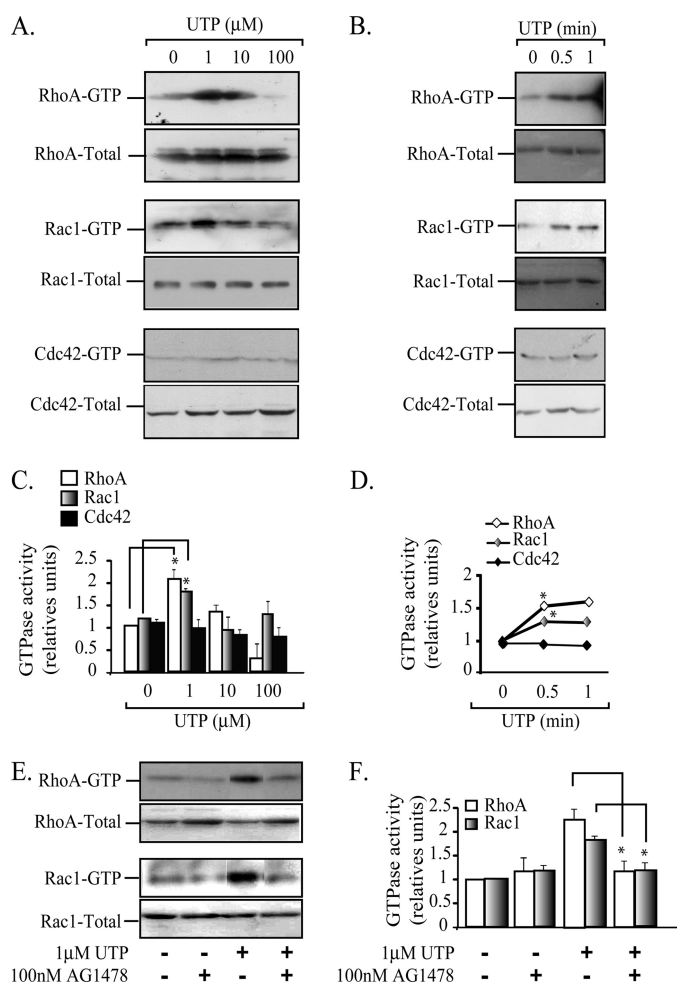 A.
UTP (µM)
0 1 10 100
RhoA-GTP
RhoA-Total
Rac1-GTP
Rac1-Total
Cdc42-GTP
Cdc42-Total
B.
UTP (min)
0 0.5 1
RhoA-GTP
RhoA-Total
Rac1-GTP
Rac1-Total
Cdc42-GTP
Cdc42-Total
C.
RhoA
Rac1
Cdc42
GTPase activity
(relatives units)
2.5
2
1.5
1
0.5
0
* *
0 1 10 100
UTP (µM)
D.
RhoA
Rac1
Cdc42
GTPase activity
(relatives units)
2
1.5
1
2
* *
0 0.5 1
UTP (min)
E.
RhoA-GTP
RhoA-Total
Rac1-GTP
Rac1-Total
1µM UTP - - + +
100nM AG1478 - + - +
F.
RhoA
Rac1
GTPase activity
(relatives units)
2.5
2
1.5
1
0.5
0
* *
1µM UTP - - + +
100nM AG1478 - + - +